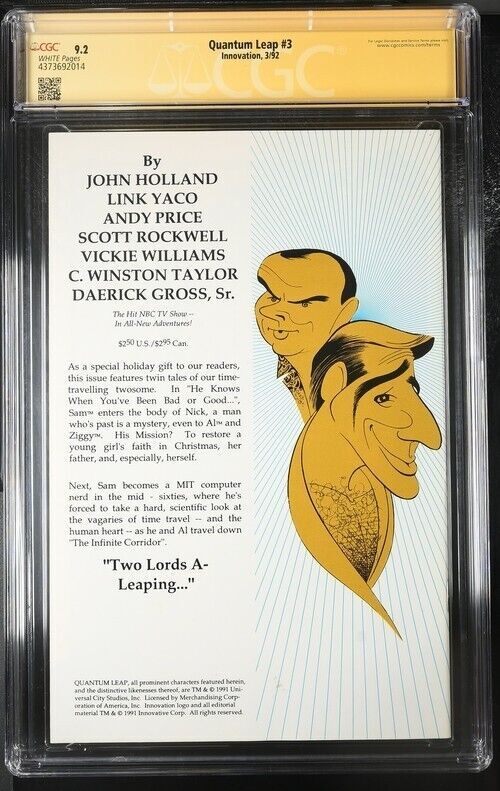 CGC 9.2
WHITE Pages
4373692014
Quantum Leap #3
Innovation, 3/92
www.cgccomics.com/terms
CGC
By
JOHN HOLLAND
LINK YACO
ANDY PRICE
SCOTT ROCKWELL
VICKIE WILLIAMS
C. WINSTON TAYLOR
DAERICK GROSS, Sr.
The Hit NBC TV Show --
In All-New Adventures!
$2.50 U.S./$2.95 Can.
As a special holiday gift to our readers,
this issue features twin tales of our time-
travelling twosome. In "He Knows
When You've Been Bad or Good...",
Sam™ enters the body of Nick, a man
who's past is a mystery, even to Al™ and
Ziggy™. His Mission? To restore a
young girl's faith in Christmas, her
father, and, especially, herself.
Next, Sam becomes a MIT computer
nerd in the mid - sixties, where he's
forced to take a hard, scientific look at
the vagaries of time travel -- and the
human heart -- as he and Al travel down
"The Infinite Corridor".
"Two Lords A-
Leaping..."
QUANTUM LEAP, all prominent characters featured herein,
and the distinctive likenesses thereof, are TM & © 1991 Uni-
versal City Studios, Inc. Licensed by Merchandising Corp-
oration of America, Inc. Innovation logo and all editorial
material TM & © 1991 Innovative Corp. All rights reserved.